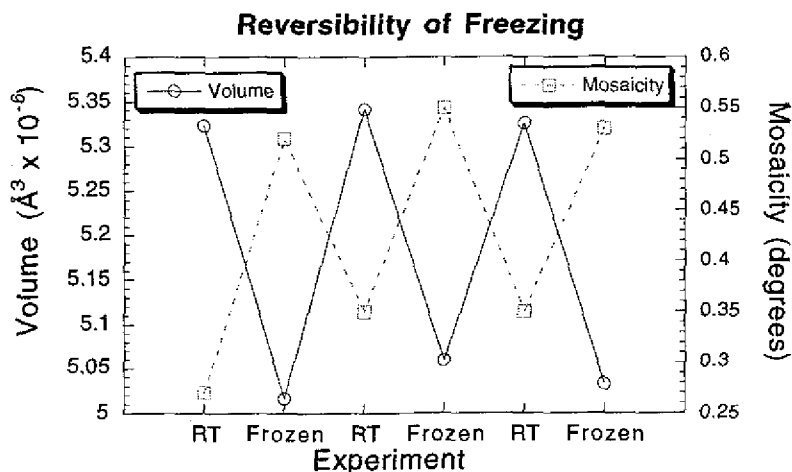 Reversibility of Freezing
Volume
Mosaicity
Volume (Å³ x 10⁻⁶)
5.4
5.35
5.3
5.25
5.2
5.15
5.1
5.05
5
0.6
0.55
0.5
0.45
0.4
0.35
0.3
0.25
Mosaicity (degrees)
RT Frozen RT Frozen RT Frozen
Experiment